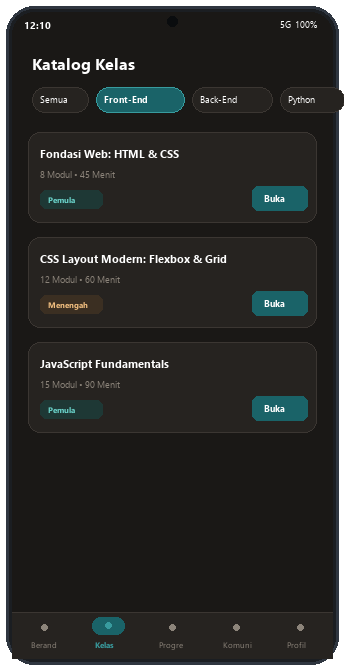 12:10 5G 100%
Katalog Kelas
Semua Front-End Back-End Python
Fondasi Web: HTML & CSS
8 Modul • 45 Menit
Pemula Buka
CSS Layout Modern: Flexbox & Grid
12 Modul • 60 Menit
Menengah Buka
JavaScript Fundamentals
15 Modul • 90 Menit
Pemula Buka
Berand Kelas Progre Komuni Profil